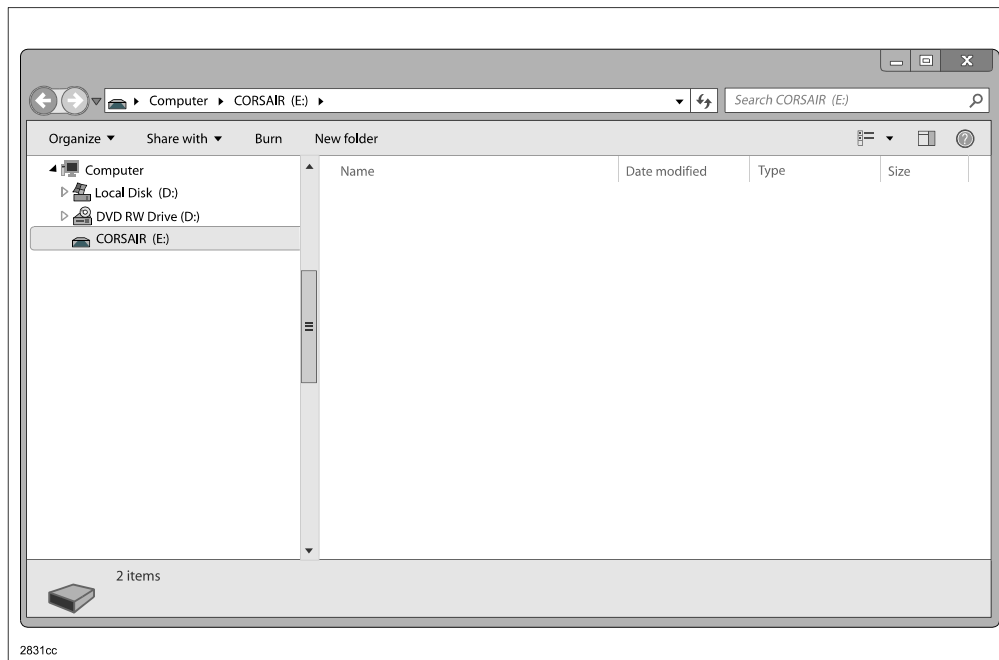 X
Computer CORSAIR (E:)
Search CORSAIR (E:)
Organize Share with Burn New folder
?
Computer
Name Date modified Type Size
Local Disk (D:)
DVD RW Drive (D:)
CORSAIR (E:)
2 items
2831cc